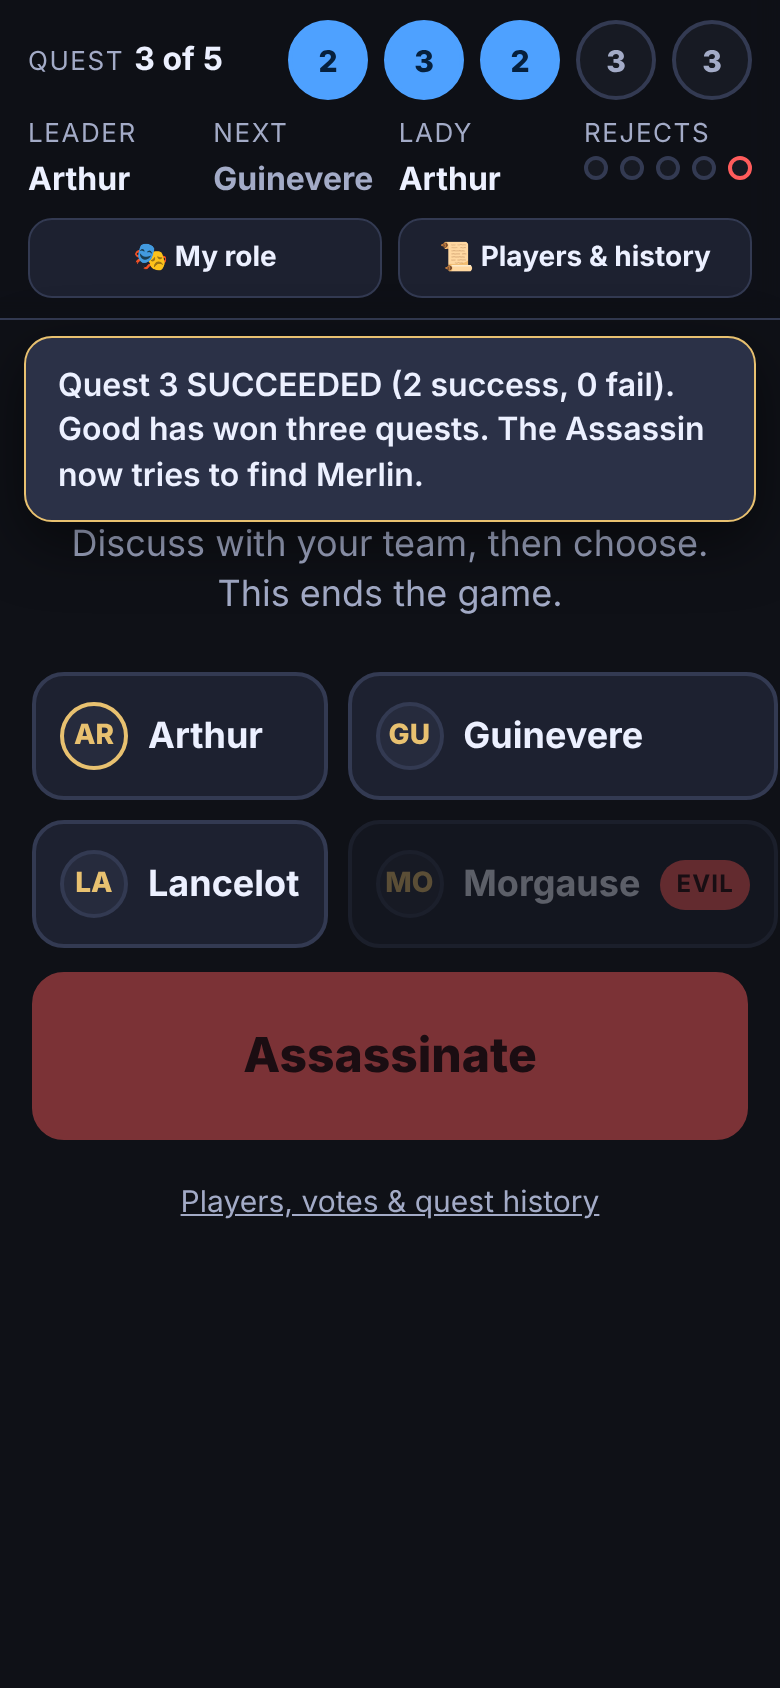 QUEST 3 of 5 2 3 2 3 3
LEADER NEXT LADY REJECTS
Arthur Guinevere Arthur
🎭 My role 📜 Players & history
Quest 3 SUCCEEDED (2 success, 0 fail).
Good has won three quests. The Assassin
now tries to find Merlin.
Discuss with your team, then choose.
This ends the game.
AR Arthur GU Guinevere
LA Lancelot MO Morgause EVIL
Assassinate
Players, votes & quest history